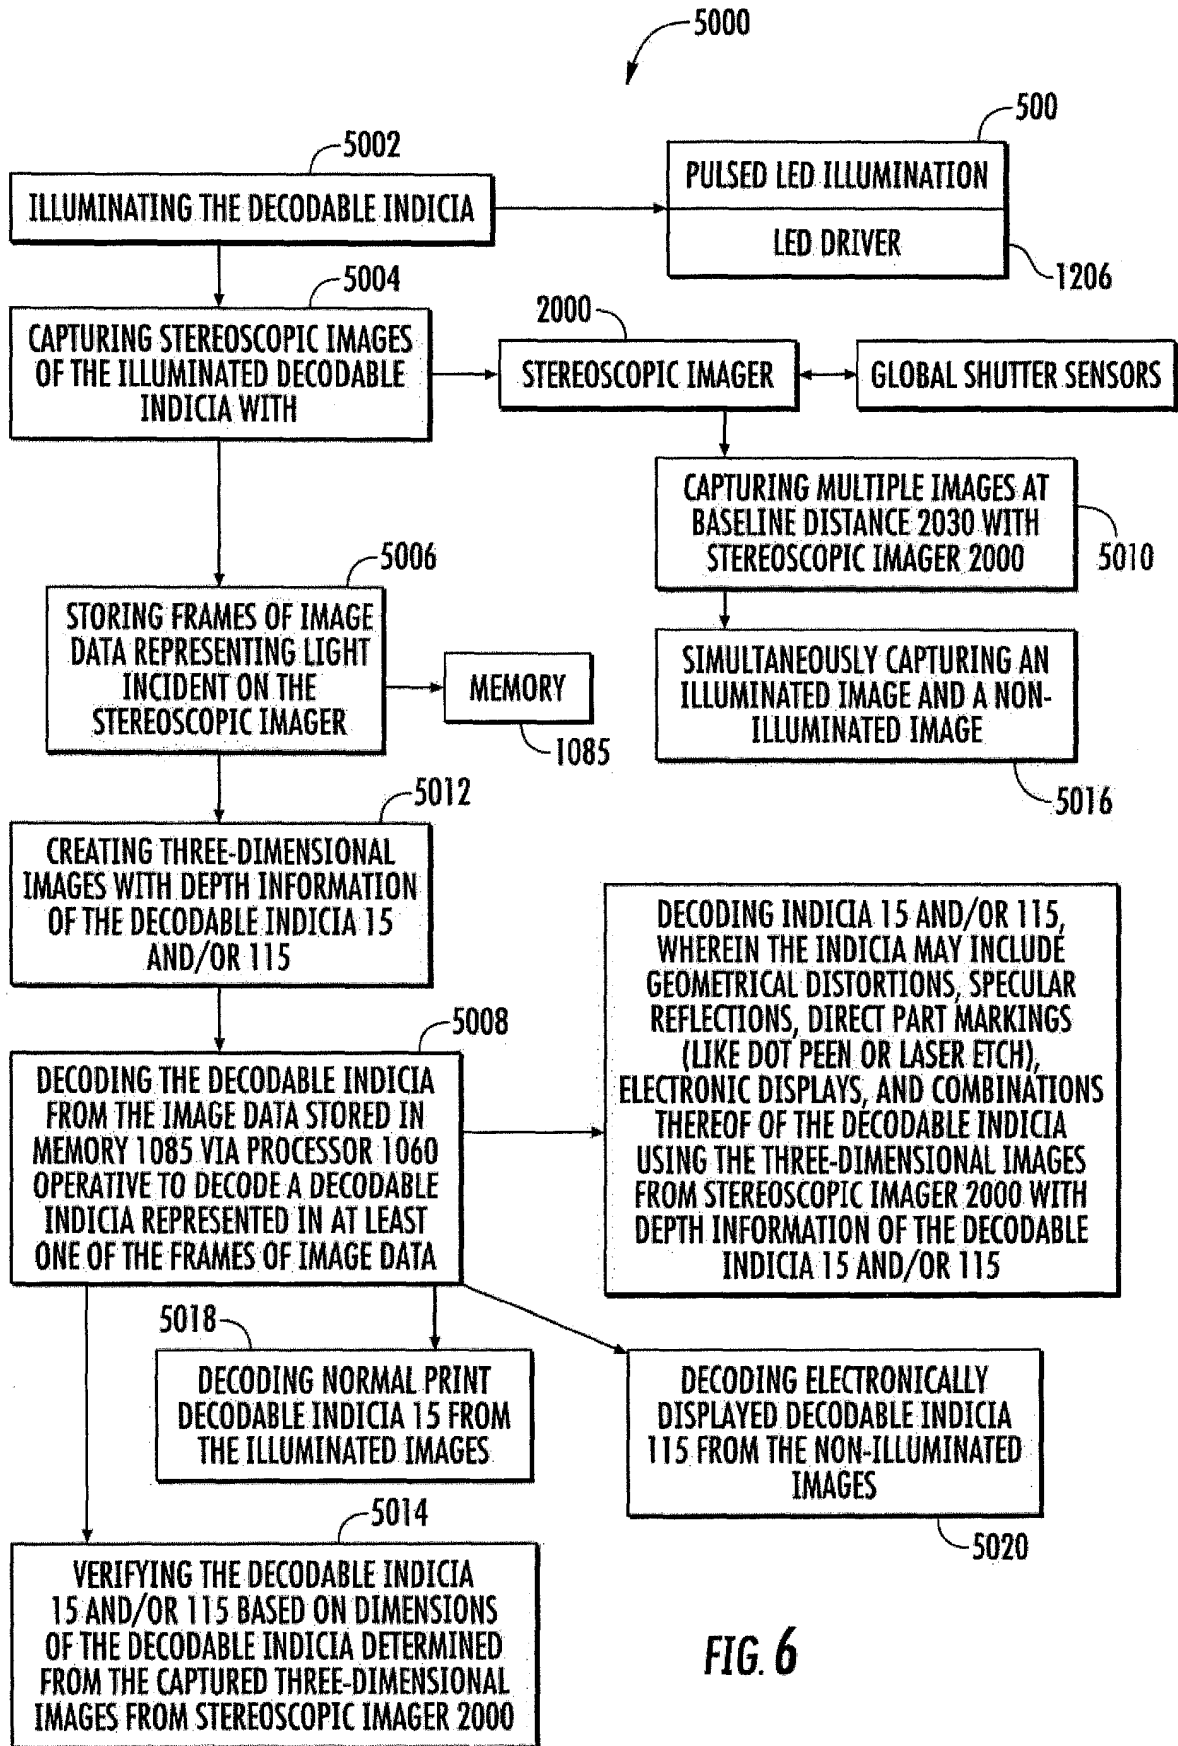 5000
5002
ILLUMINATING THE DECODABLE INDICIA
500
PULSED LED ILLUMINATION
LED DRIVER
1206
5004
CAPTURING STEREOSCOPIC IMAGES
OF THE ILLUMINATED DECODABLE
INDICIA WITH
2000
STEREOSCOPIC IMAGER
GLOBAL SHUTTER SENSORS
CAPTURING MULTIPLE IMAGES AT
BASELINE DISTANCE 2030 WITH
STEREOSCOPIC IMAGER 2000
5010
5006
STORING FRAMES OF IMAGE
DATA REPRESENTING LIGHT
INCIDENT ON THE
STEREOSCOPIC IMAGER
MEMORY
1085
SIMULTANEOUSLY CAPTURING AN
ILLUMINATED IMAGE AND A NON-
ILLUMINATED IMAGE
5016
5012
CREATING THREE-DIMENSIONAL
IMAGES WITH DEPTH INFORMATION
OF THE DECODABLE INDICIA 15
AND/OR 115
5008
DECODING THE DECODABLE INDICIA
FROM THE IMAGE DATA STORED IN
MEMORY 1085 VIA PROCESSOR 1060
OPERATIVE TO DECODE A DECODABLE
INDICIA REPRESENTED IN AT LEAST
ONE OF THE FRAMES OF IMAGE DATA
DECODING INDICIA 15 AND/OR 115,
WHEREIN THE INDICIA MAY INCLUDE
GEOMETRICAL DISTORTIONS, SPECULAR
REFLECTIONS, DIRECT PART MARKINGS
(LIKE DOT PEEN OR LASER ETCH),
ELECTRONIC DISPLAYS, AND COMBINATIONS
THEREOF OF THE DECODABLE INDICIA
USING THE THREE-DIMENSIONAL IMAGES
FROM STEREOSCOPIC IMAGER 2000 WITH
DEPTH INFORMATION OF THE DECODABLE
INDICIA 15 AND/OR 115
5018
DECODING NORMAL PRINT
DECODABLE INDICIA 15 FROM
THE ILLUMINATED IMAGES
DECODING ELECTRONICALLY
DISPLAYED DECODABLE INDICIA
115 FROM THE NON-ILLUMINATED
IMAGES
5020
5014
VERIFYING THE DECODABLE INDICIA
15 AND/OR 115 BASED ON DIMENSIONS
OF THE DECODABLE INDICIA DETERMINED
FROM THE CAPTURED THREE-DIMENSIONAL
IMAGES FROM STEREOSCOPIC IMAGER 2000
FIG. 6